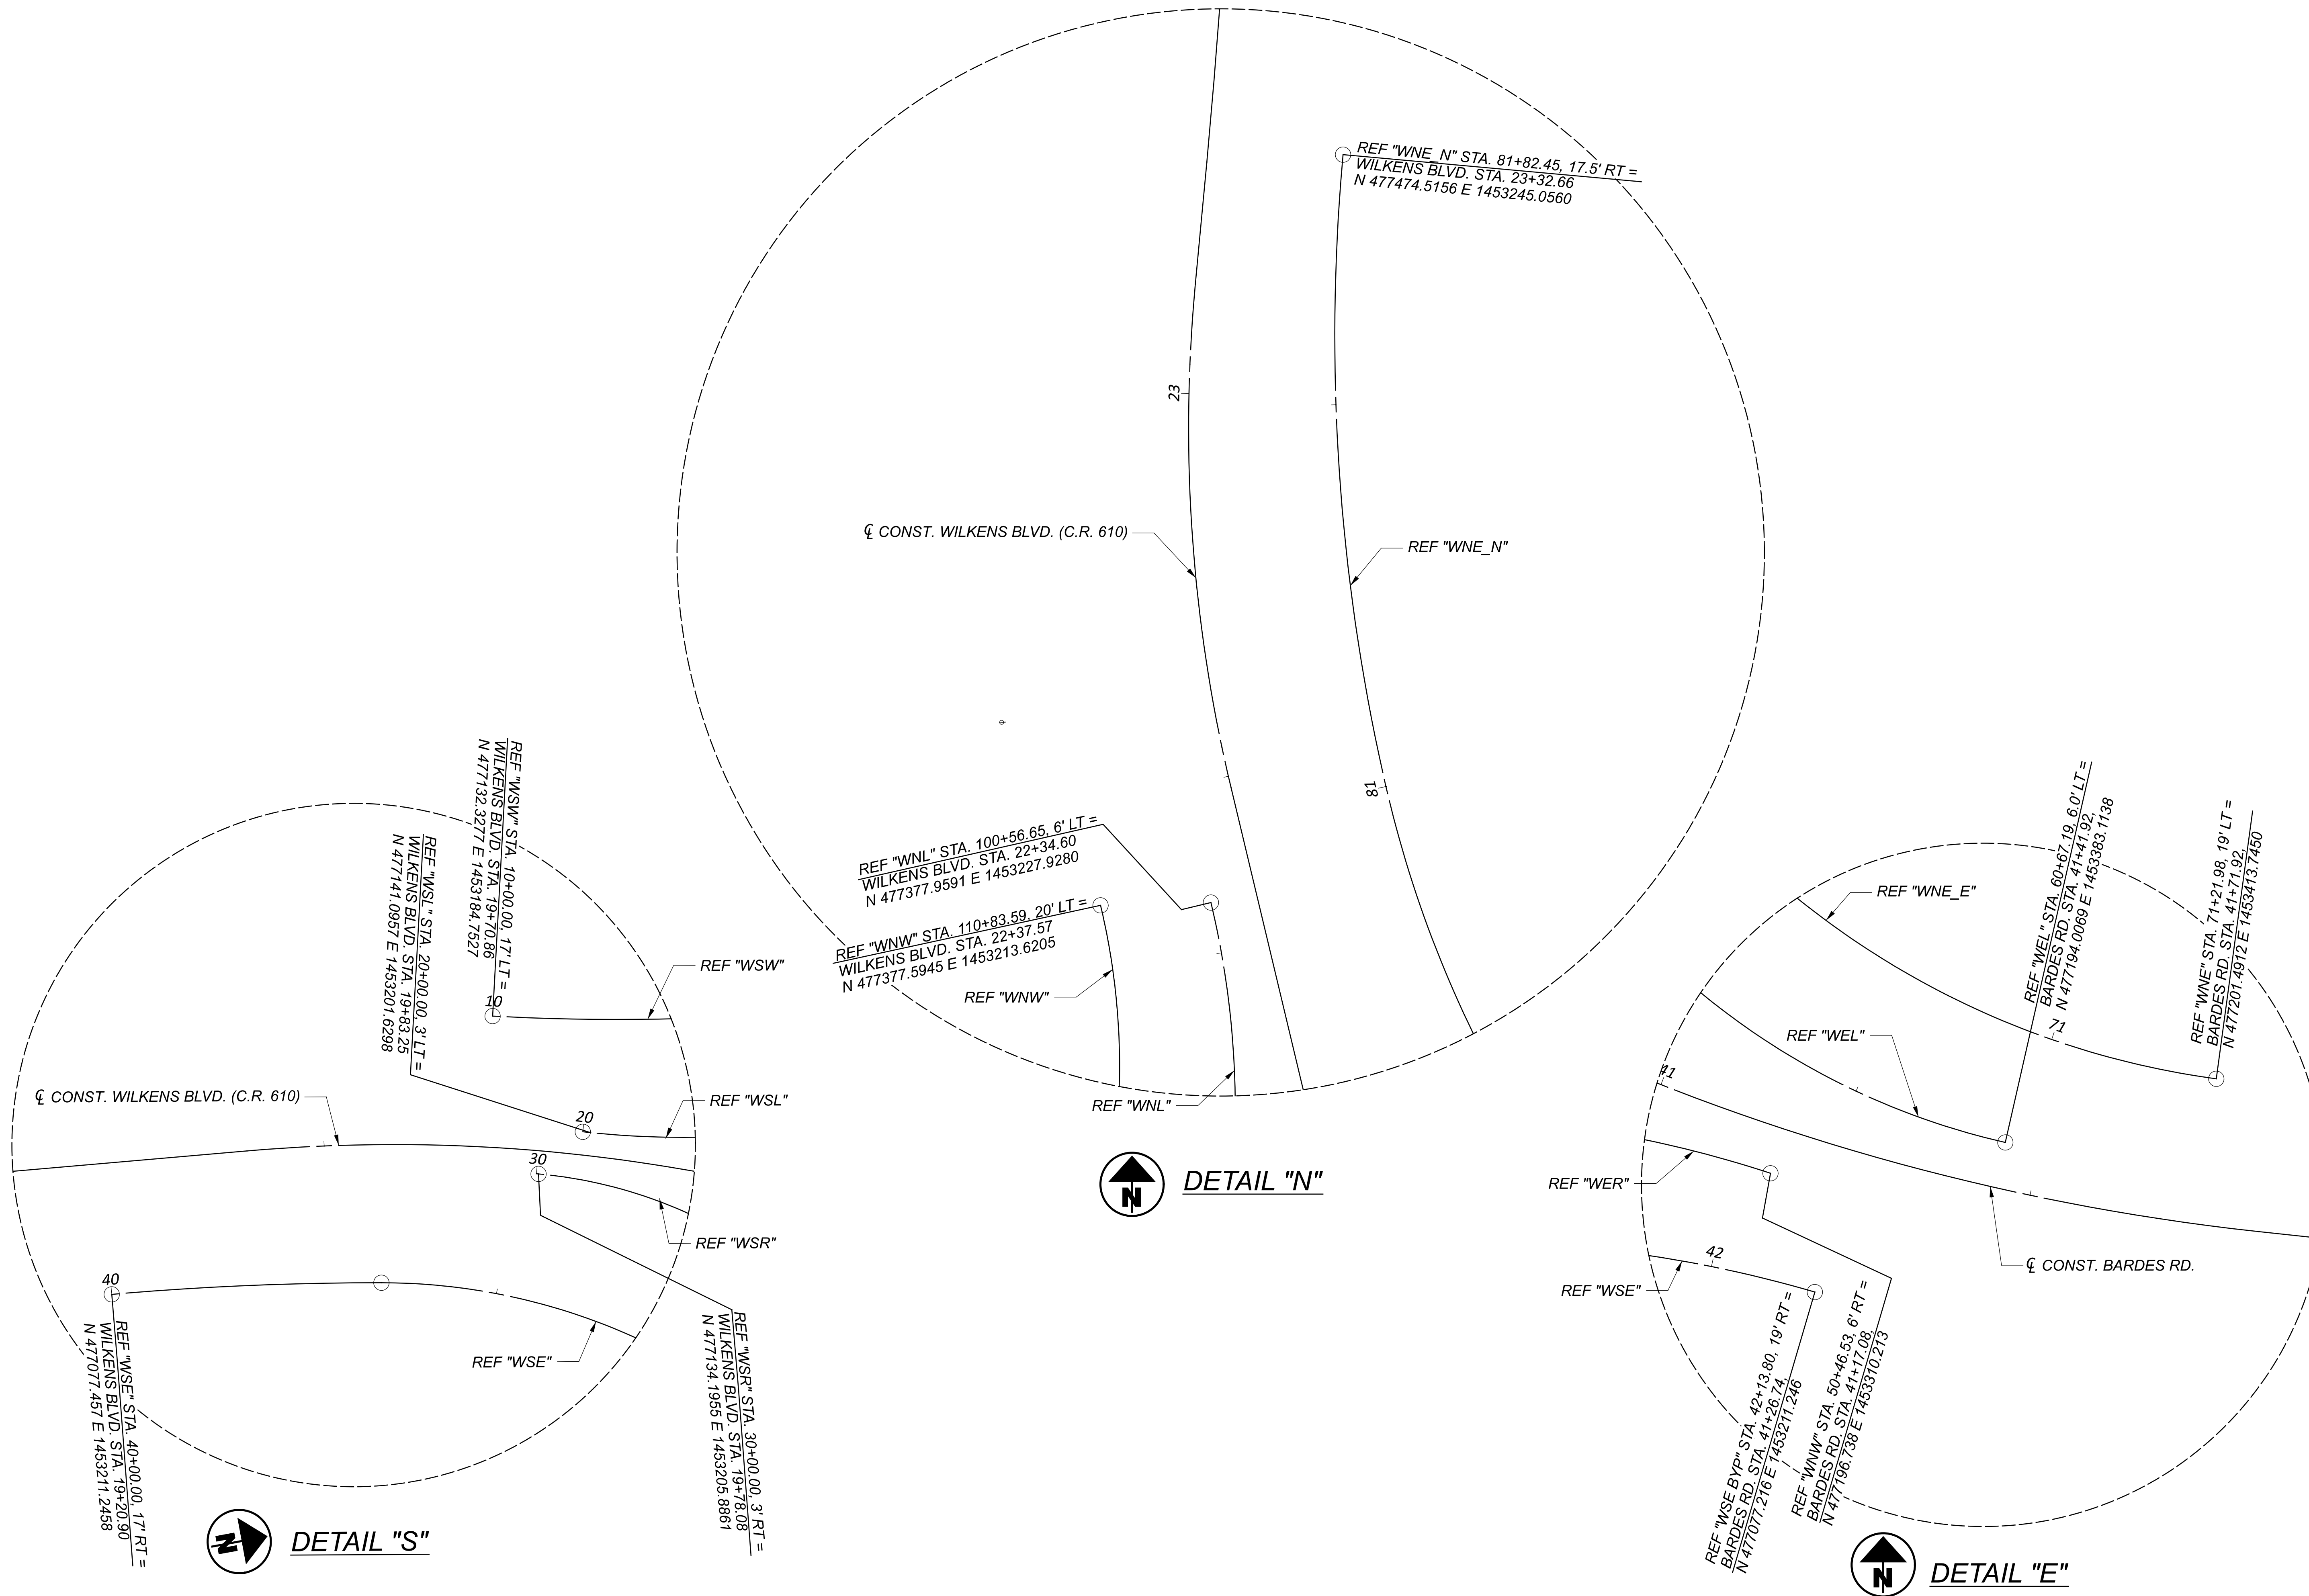 REF "WNE_N" STA. 81+82.45, 17.5' RT =
WILKENS BLVD. STA. 23+32.66
N 477474.5156 E 1453245.0560
23
℄ CONST. WILKENS BLVD. (C.R. 610)
REF "WNE_N"
81
REF "WNL" STA. 100+56.65, 6' LT =
WILKENS BLVD. STA. 22+34.60
N 477377.9591 E 1453227.9280
REF "WNW" STA. 110+83.59, 20' LT =
WILKENS BLVD. STA. 22+37.57
N 477377.5945 E 1453213.6205
REF "WNW"
REF "WNL"
N
DETAIL "N"
REF "WSW" STA. 10+00.00, 17' LT =
WILKENS BLVD. STA. 19+70.86
N 477132.3277 E 1453184.7527
REF "WSL" STA. 20+00.00, 3' LT =
WILKENS BLVD. STA. 19+83.25
N 477141.0957 E 1453201.6298
10
REF "WSW"
℄ CONST. WILKENS BLVD. (C.R. 610)
20
REF "WSL"
30
REF "WSR"
40
REF "WSE"
REF "WSE" STA. 40+00.00, 17' RT =
WILKENS BLVD. STA. 19+20.90
N 477077.457 E 1453211.2458
REF "WSR" STA. 30+00.00, 3' RT =
WILKENS BLVD. STA. 19+78.08
N 477134.1955 E 1453205.8861
N
DETAIL "S"
REF "WEL" STA. 60+67.19, 6.0' LT =
BARDES RD. STA. 41+41.92,
N 477194.0069 E 1453383.1138
REF "WNE" STA. 71+21.98, 19' LT =
BARDES RD. STA. 41+71.92,
N 477201.4912 E 1453413.7450
REF "WNE_E"
71
REF "WEL"
41
REF "WER"
42
REF "WSE"
℄ CONST. BARDES RD.
REF "WSE BYP" STA. 42+13.80, 19' RT =
BARDES RD. STA. 41+26.74,
N 477077.216 E 1453211.246
REF "WNW" STA. 50+46.53, 6' RT =
BARDES RD. STA. 41+17.08,
N 477196.738 E 1453310.213
N
DETAIL "E"